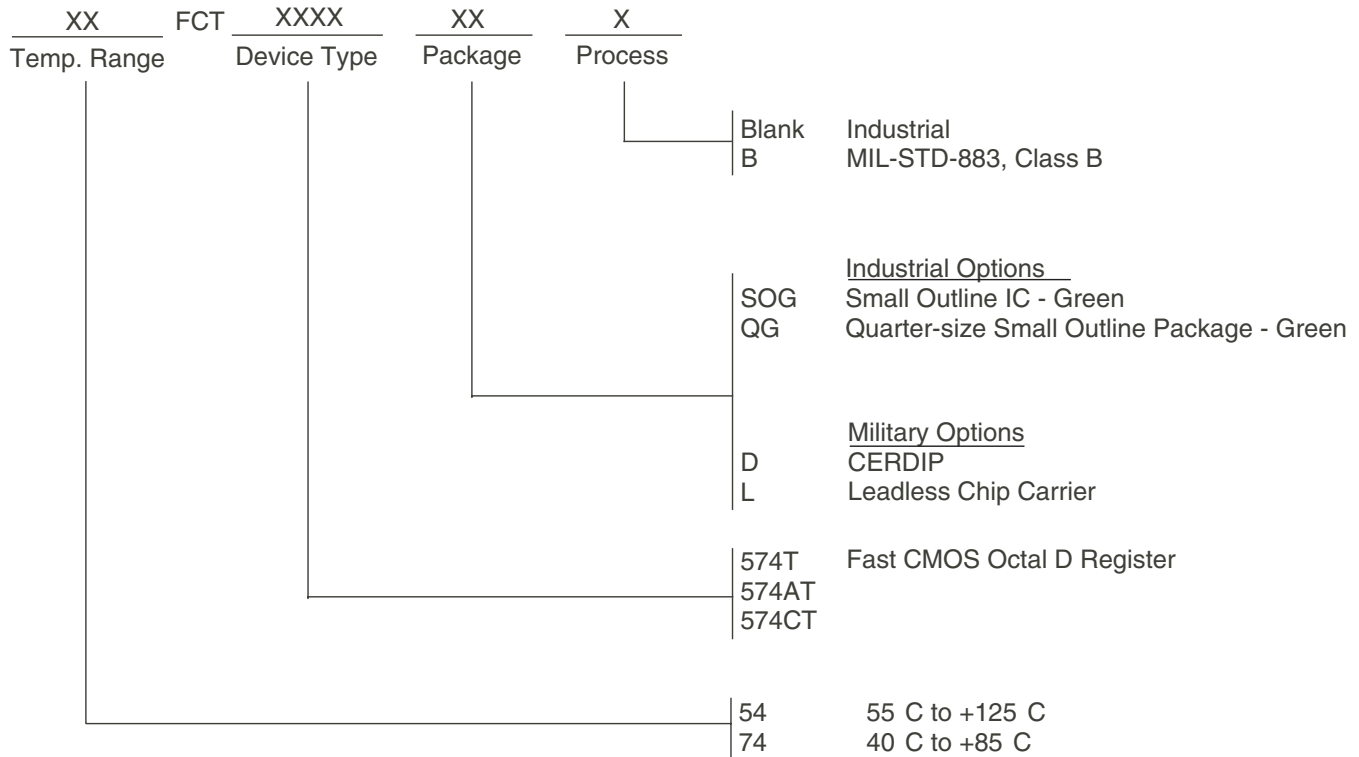 XX FCT XXXX XX X
Temp. Range Device Type Package Process
Blank Industrial
B MIL-STD-883, Class B
Industrial Options
SOG Small Outline IC - Green
QG Quarter-size Small Outline Package - Green
Military Options
D CERDIP
L Leadless Chip Carrier
574T Fast CMOS Octal D Register
574AT
574CT
54 55 C to +125 C
74 40 C to +85 C